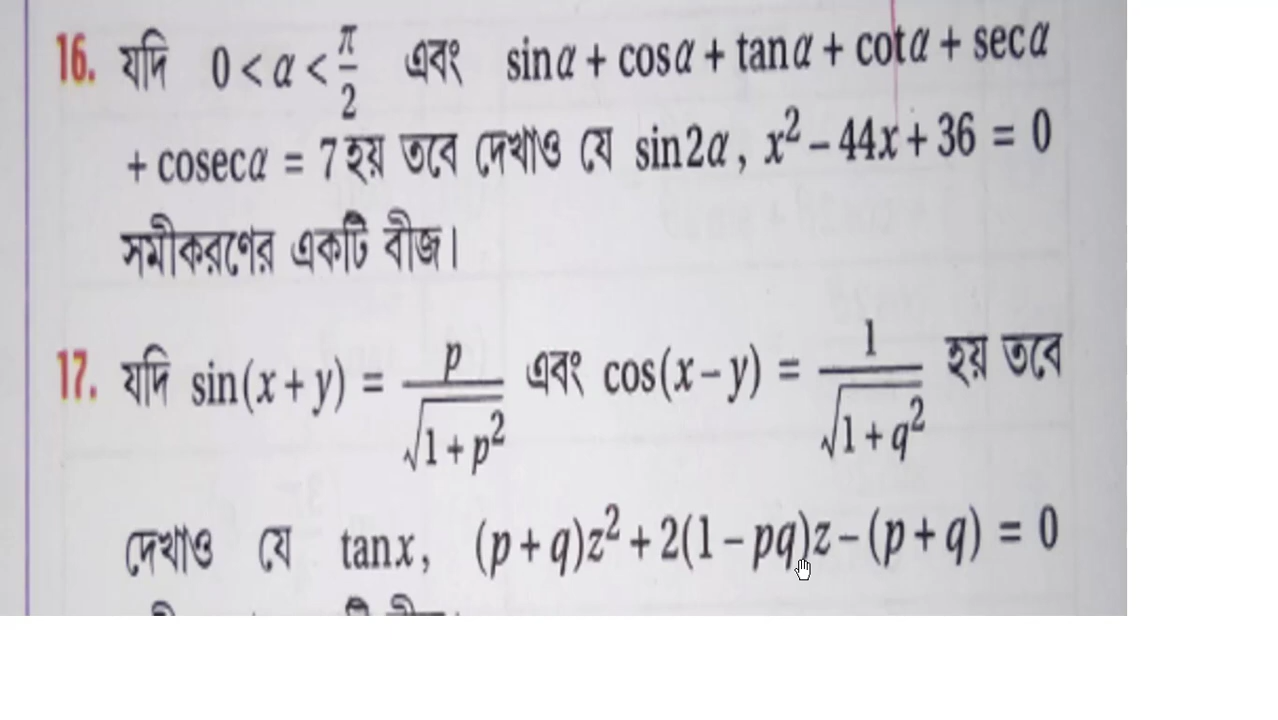 16. যদি 0 < α < π/2 এবং sinα + cosα + tanα + cotα + secα
+ cosecα = 7 হয় তবে দেখাও যে sin2α, x² – 44x + 36 = 0
সমীকরণের একটি বীজ।
17. যদি sin(x + y) = p/√(1 + p²) এবং cos(x – y) = 1/√(1 + q²) হয় তবে
দেখাও যে tanx, (p + q)z² + 2(1 – pq)z – (p + q) = 0